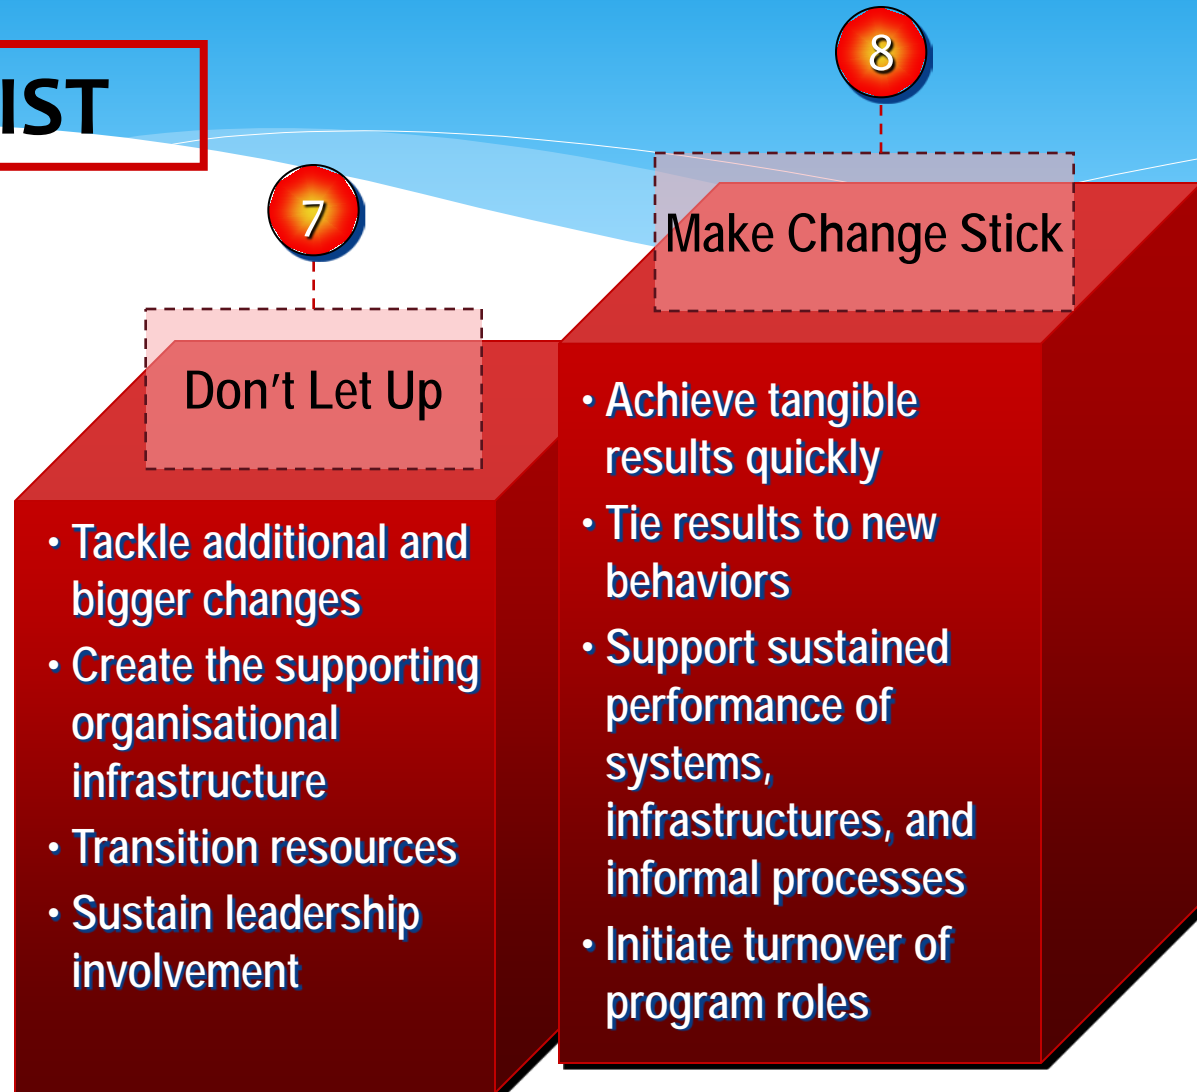 IST
7
Don't Let Up
• Tackle additional and
bigger changes
• Create the supporting
organisational
infrastructure
• Transition resources
• Sustain leadership
involvement
8
Make Change Stick
• Achieve tangible
results quickly
• Tie results to new
behaviors
• Support sustained
performance of
systems,
infrastructures, and
informal processes
• Initiate turnover of
program roles